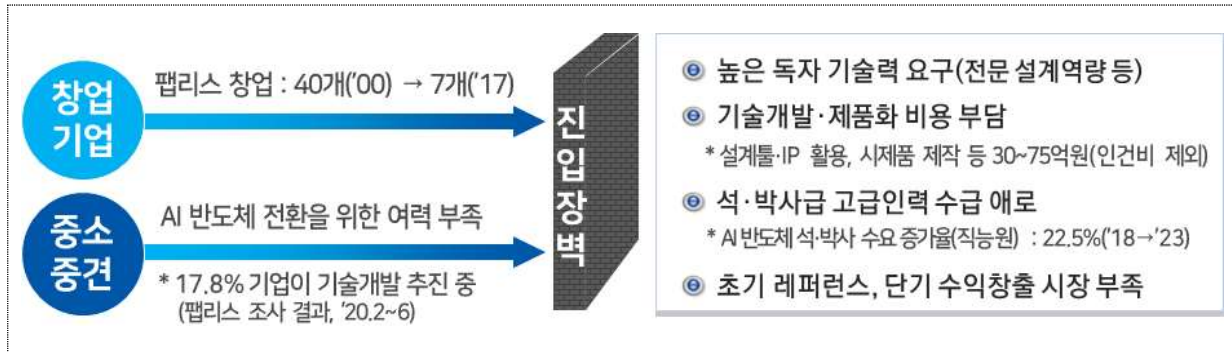 창업
기업
팹리스 창업 : 40개('00) → 7개('17)
중소
중견
AI 반도체 전환을 위한 여력 부족
* 17.8% 기업이 기술개발 추진 중
(팹리스 조사 결과, '20.2~6)
진입장벽
높은 독자 기술력 요구(전문 설계역량 등)
기술개발·제품화 비용 부담
* 설계툴·IP 활용, 시제품 제작 등 30~75억원(인건비 제외)
석·박사급 고급인력 수급 애로
* AI 반도체 석·박사 수요 증가율(직능원) : 22.5%('18→'23)
초기 레퍼런스, 단기 수익창출 시장 부족